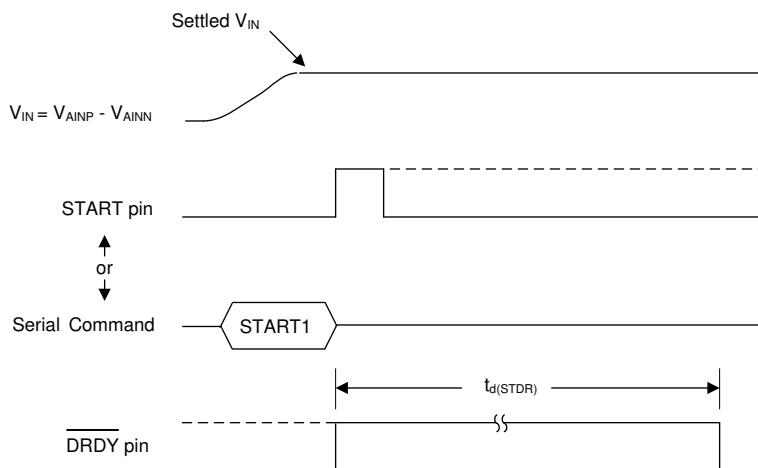 Settled V_IN
V_IN = V_AINP - V_AINN
START pin
or
Serial Command
START1
t_d(STDR)
DRDY pin